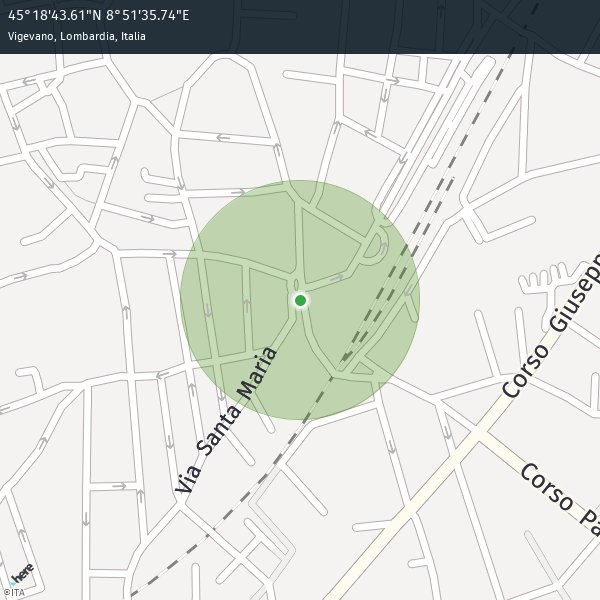 45°18'43.61"N 8°51'35.74"E
Vigevano, Lombardia, Italia
Corso Giusepp
Via Santa Maria
Corso Pa
here
©ITA